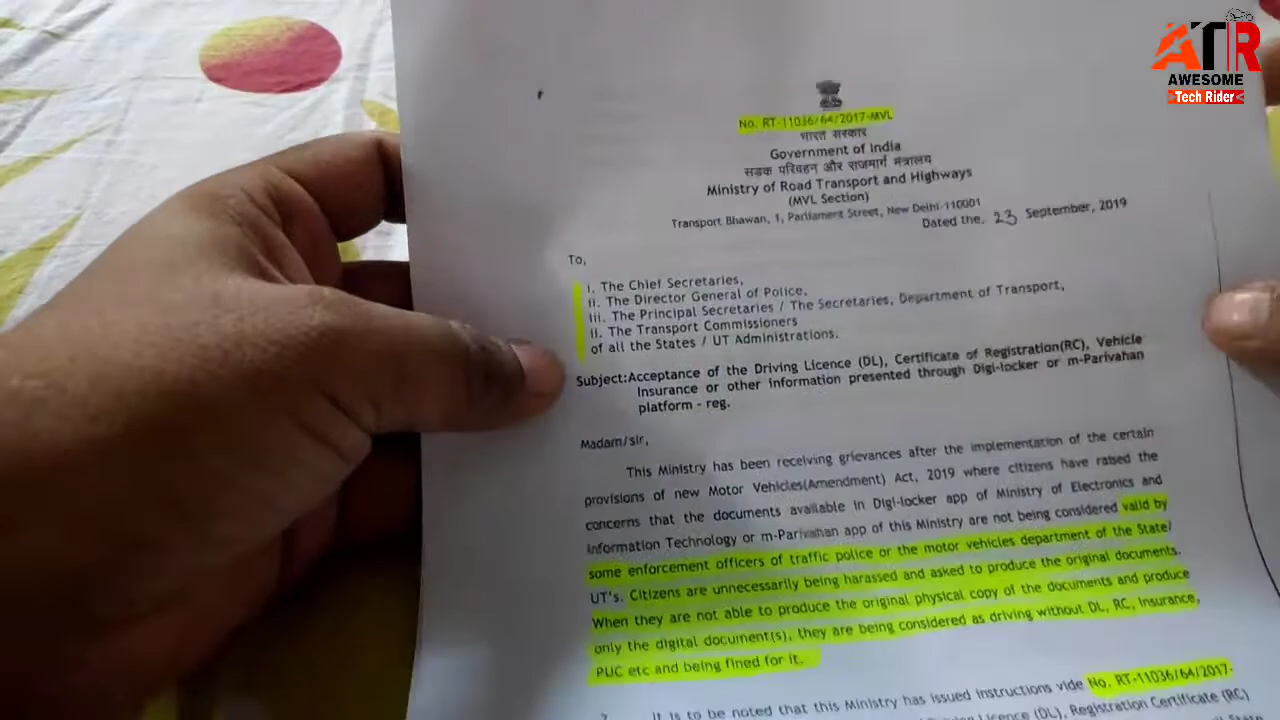 ATR
AWESOME
Tech Rider
No. RT-11036/64/2017-MVL
भारत सरकार
Government of India
सड़क परिवहन और राजमार्ग मंत्रालय
Ministry of Road Transport and Highways
(MVL Section)
Transport Bhawan, 1, Parliament Street, New Delhi-110001
Dated the. 23 September, 2019
To,
i. The Chief Secretaries,
ii. The Director General of Police,
iii. The Principal Secretaries / The Secretaries, Department of Transport,
ii. The Transport Commissioners
of all the States / UT Administrations.
Subject:Acceptance of the Driving Licence (DL), Certificate of Registration(RC), Vehicle
Insurance or other information presented through Digi-locker or m-Parivahan
platform - reg.
Madam/sir,
This Ministry has been receiving grievances after the implementation of the certain
provisions of new Motor Vehicles(Amendment) Act, 2019 where citizens have raised the
concerns that the documents available in Digi-locker app of Ministry of Electronics and
Information Technology or m-Parivahan app of this Ministry are not being considered valid by
some enforcement officers of traffic police or the motor vehicles department of the State/
UT's. Citizens are unnecessarily being harassed and asked to produce the original documents.
When they are not able to produce the original physical copy of the documents and produce
only the digital document(s), they are being considered as driving without DL, RC, Insurance,
PUC etc and being fined for it.
2. It is to be noted that this Ministry has issued instructions vide No. RT-11036/64/2017-
Driving Licence (DL), Registration Certificate (RC)
State